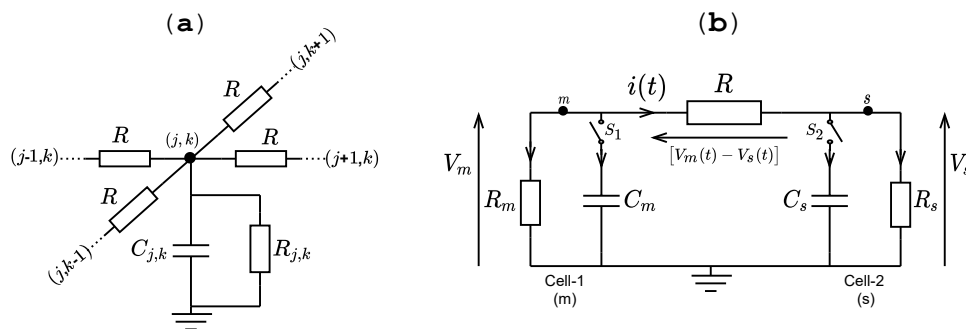 (a)
(j,k+1)
R
R
(j, k)
R
(j-1,k)
(j+1,k)
R
(j,k-1)
C_{j,k}
R_{j,k}
(b)
i(t)
R
m
s
S_1
S_2
[V_m(t) − V_s(t)]
V_m
V_s
R_m
C_m
C_s
R_s
Cell-1
(m)
Cell-2
(s)